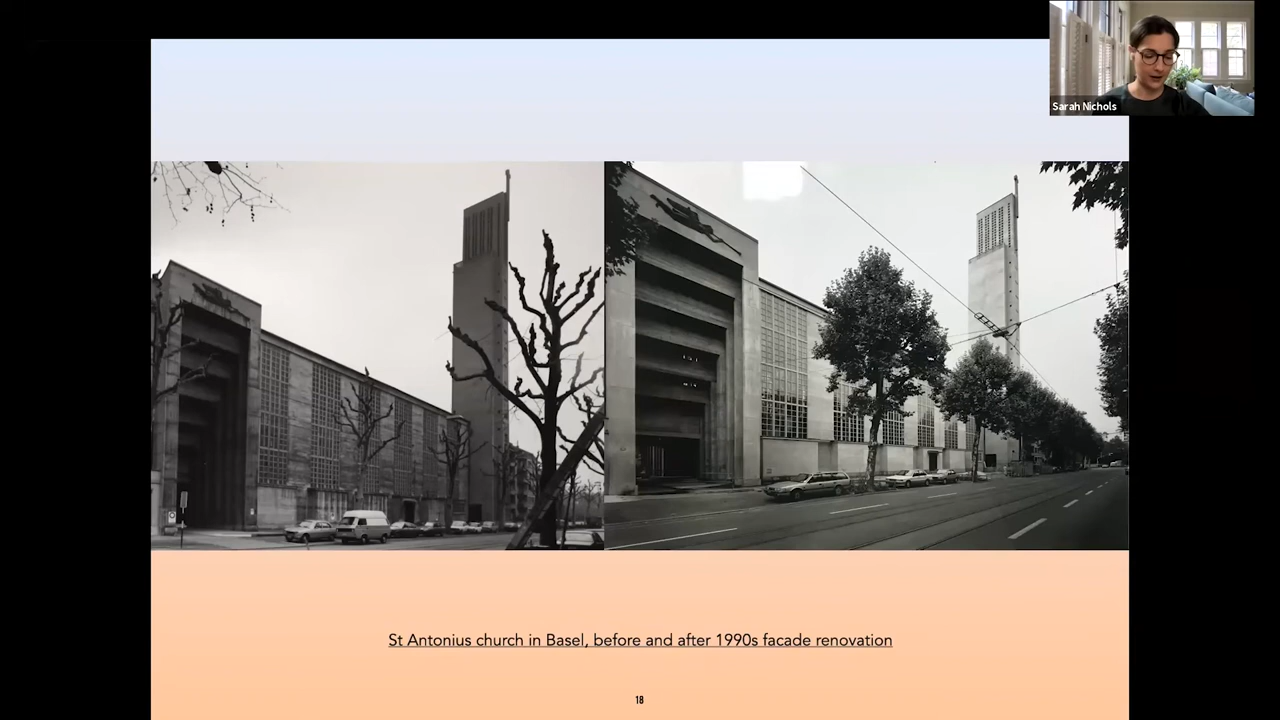 Sarah Nichols
St Antonius church in Basel, before and after 1990s facade renovation
18